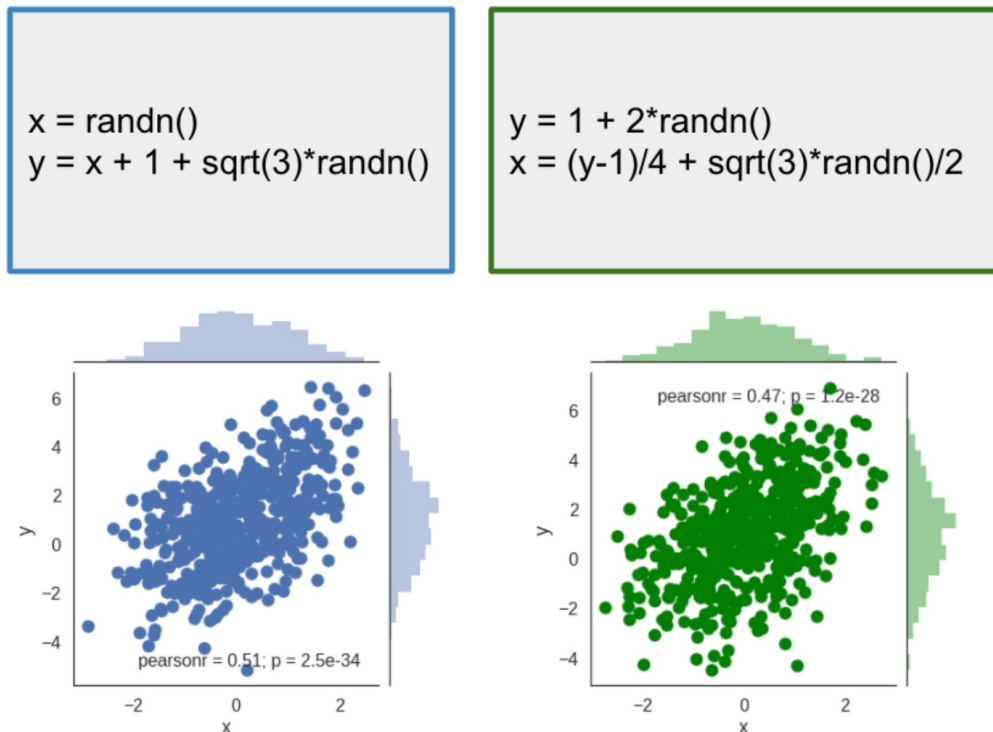 x = randn()
y = x + 1 + sqrt(3)*randn()
y = 1 + 2*randn()
x = (y-1)/4 + sqrt(3)*randn()/2
6
4
2
0
−2
−4
y
pearsonr = 0.51; p = 2.5e-34
−2 0 2
x
pearsonr = 0.47; p = 1.2e-28
6
4
2
0
−2
−4
y
−2 0 2
x